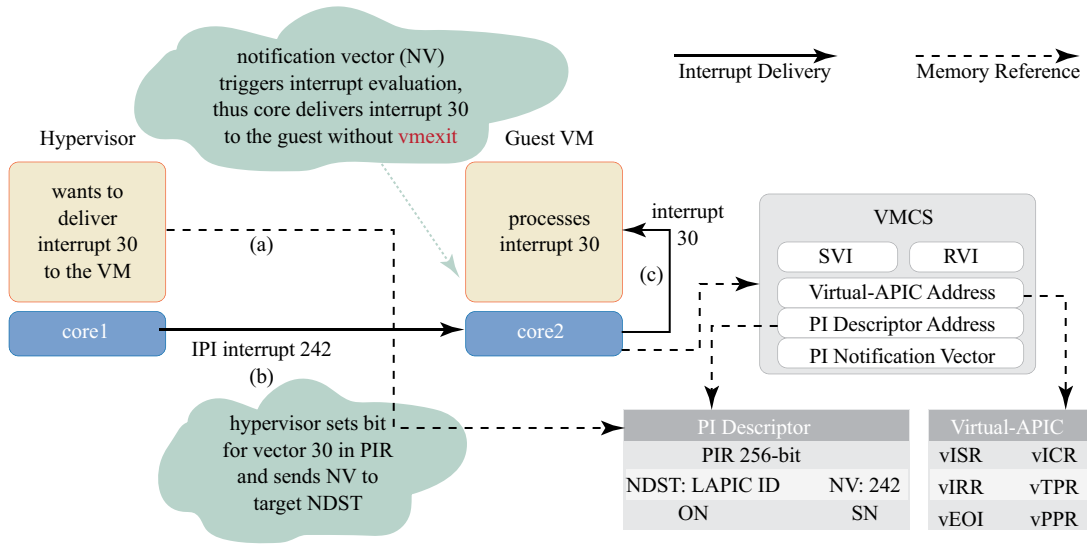 notification vector (NV)
triggers interrupt evaluation,
thus core delivers interrupt 30
to the guest without vmexit
Interrupt Delivery
Memory Reference
Hypervisor
Guest VM
wants to
deliver
interrupt 30
to the VM
(a)
processes
interrupt 30
interrupt
30
(c)
core1
IPI interrupt 242
(b)
core2
VMCS
SVI
RVI
Virtual-APIC Address
PI Descriptor Address
PI Notification Vector
hypervisor sets bit
for vector 30 in PIR
and sends NV to
target NDST
PI Descriptor
PIR 256-bit
NDST: LAPIC ID NV: 242
ON SN
Virtual-APIC
vISR vICR
vIRR vTPR
vEOI vPPR